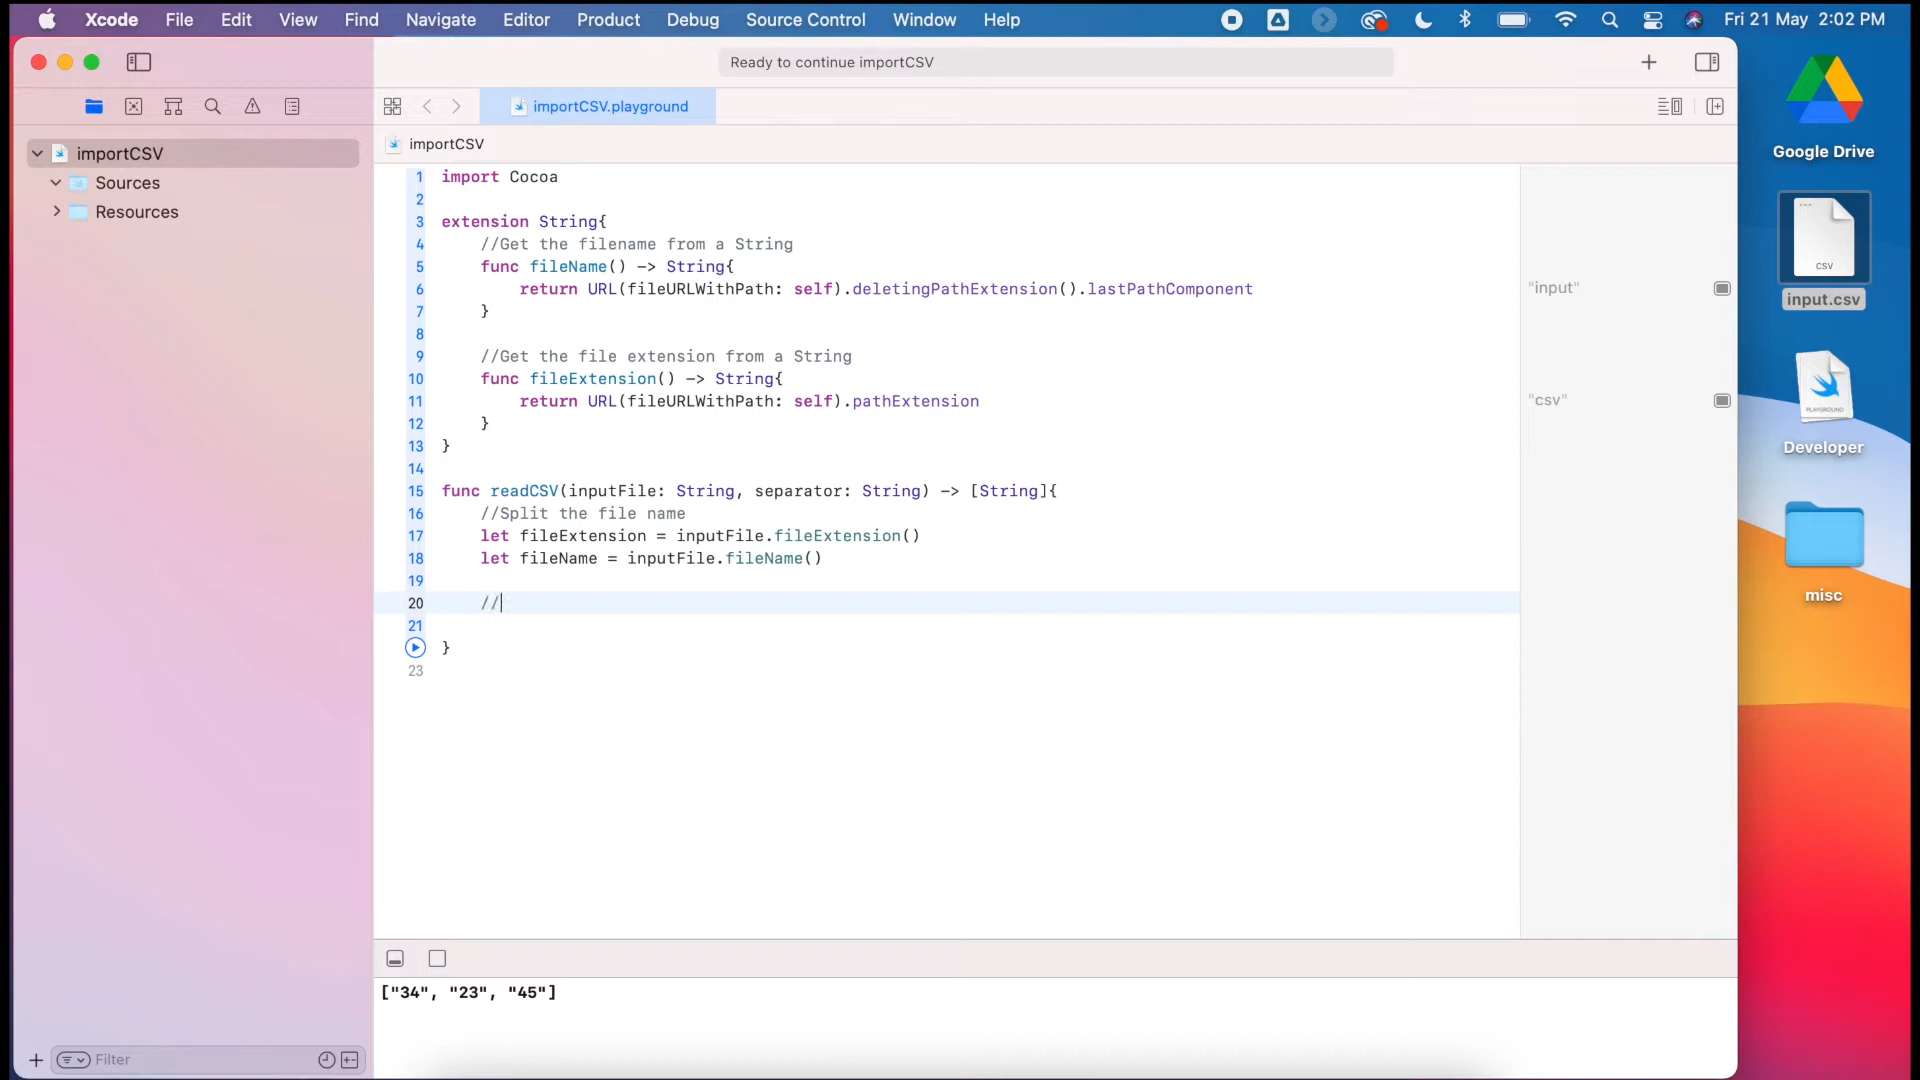 Xcode File Edit View Find Navigate Editor Product Debug Source Control Window Help Fri 21 May 2:02 PM
Ready to continue importCSV
importCSV.playground
importCSV
importCSV
Sources
Resources
1 import Cocoa
2
3 extension String{
4 //Get the filename from a String
5 func fileName() -> String{
6 return URL(fileURLWithPath: self).deletingPathExtension().lastPathComponent
7 }
8
9 //Get the file extension from a String
10 func fileExtension() -> String{
11 return URL(fileURLWithPath: self).pathExtension
12 }
13 }
14
15 func readCSV(inputFile: String, separator: String) -> [String]{
16 //Split the file name
17 let fileExtension = inputFile.fileExtension()
18 let fileName = inputFile.fileName()
19
20 //
21
}
23
"input"
"csv"
["34", "23", "45"]
Filter
Google Drive
CSV
input.csv
PLAYGROUND
Developer
misc